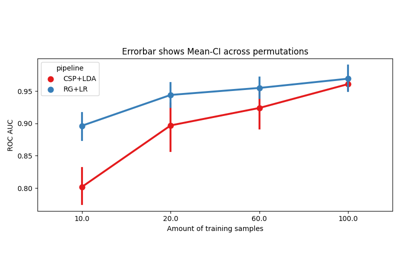 Errorbar shows Mean-CI across permutations
pipeline
CSP+LDA
RG+LR
ROC AUC
0.95
0.90
0.85
0.80
10.0
20.0
60.0
100.0
Amount of training samples